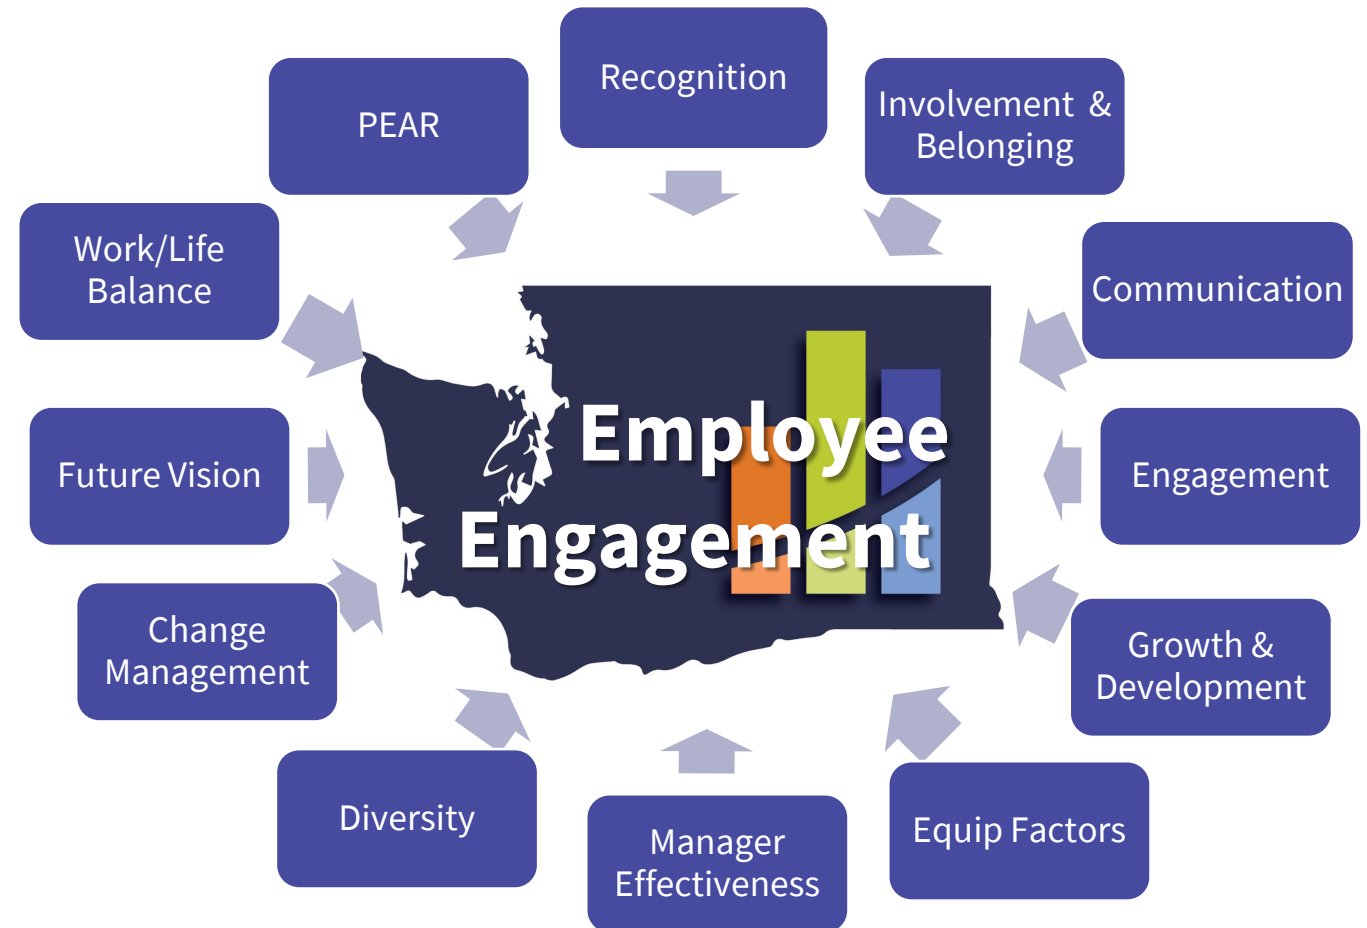 Recognition
PEAR
Involvement &
Belonging
Work/Life
Balance
Communication
Employee
Engagement
Future Vision
Engagement
Change
Management
Growth &
Development
Diversity
Manager
Effectiveness
Equip Factors